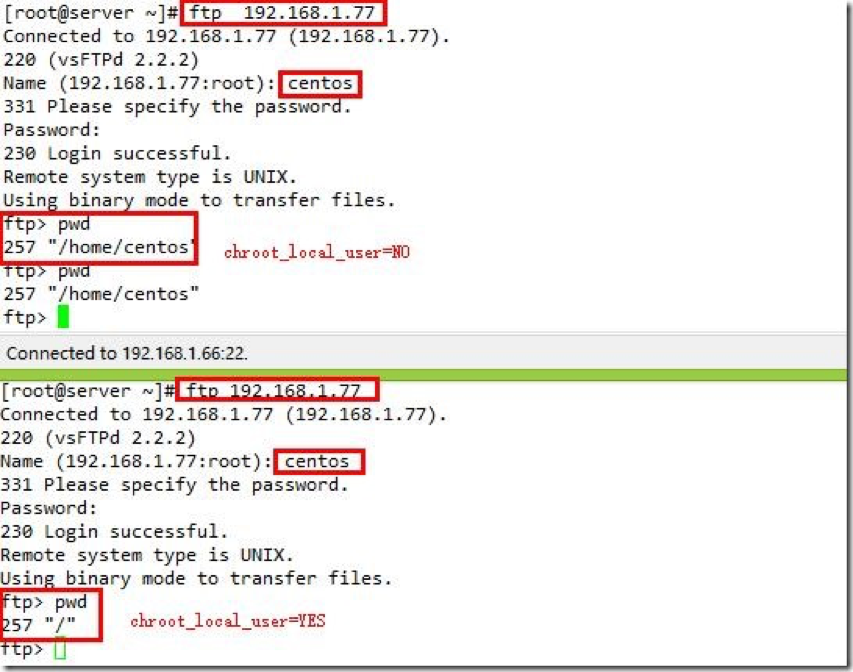 [root@server ~]# ftp  192.168.1.77
Connected to 192.168.1.77 (192.168.1.77).
220 (vsFTPd 2.2.2)
Name (192.168.1.77:root): centos
331 Please specify the password.
Password:
230 Login successful.
Remote system type is UNIX.
Using binary mode to transfer files.
ftp> pwd
257 "/home/centos"
chroot_local_user=NO
ftp> pwd
257 "/home/centos"
ftp>
Connected to 192.168.1.66:22.
[root@server ~]# ftp 192.168.1.77
Connected to 192.168.1.77 (192.168.1.77).
220 (vsFTPd 2.2.2)
Name (192.168.1.77:root): centos
331 Please specify the password.
Password:
230 Login successful.
Remote system type is UNIX.
Using binary mode to transfer files.
ftp> pwd
257 "/"
chroot_local_user=YES
ftp>